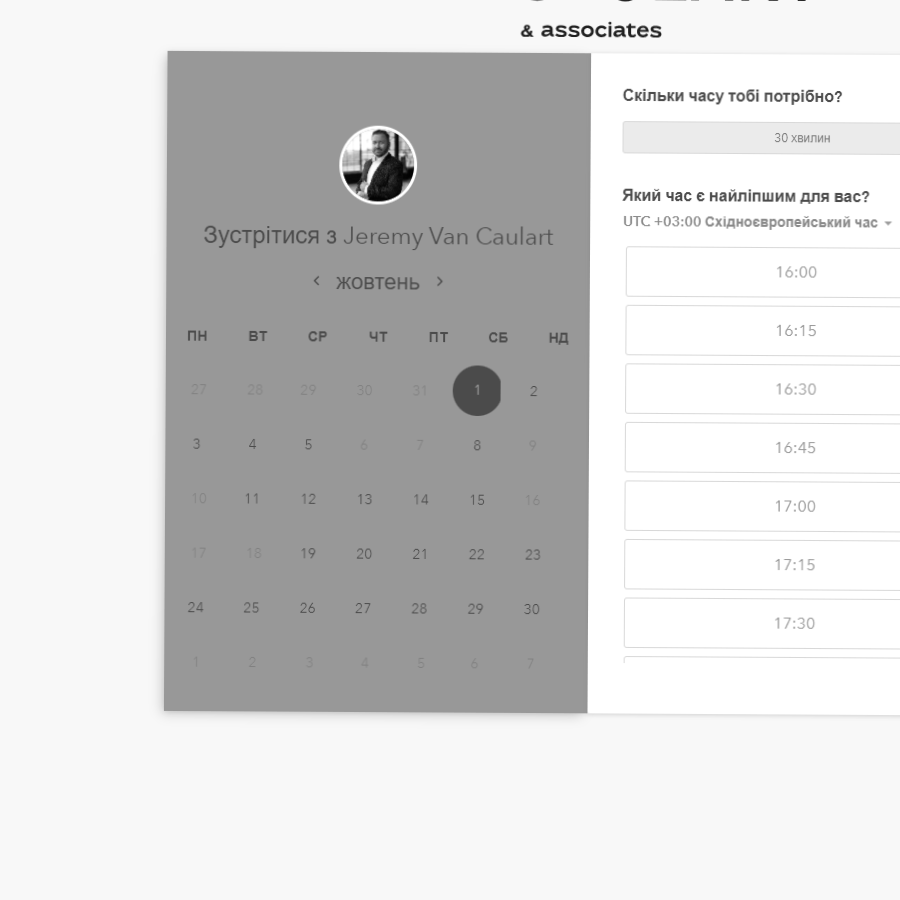 & associates
Зустрітися з Jeremy Van Caulart
жовтень
ПН ВТ СР ЧТ ПТ СБ НД
27 28 29 30 31 1 2
3 4 5 6 7 8 9
10 11 12 13 14 15 16
17 18 19 20 21 22 23
24 25 26 27 28 29 30
1 2 3 4 5 6 7
Скільки часу тобі потрібно?
30 хвилин
Який час є найліпшим для вас?
UTC +03:00 Східноєвропейський час
16:00
16:15
16:30
16:45
17:00
17:15
17:30